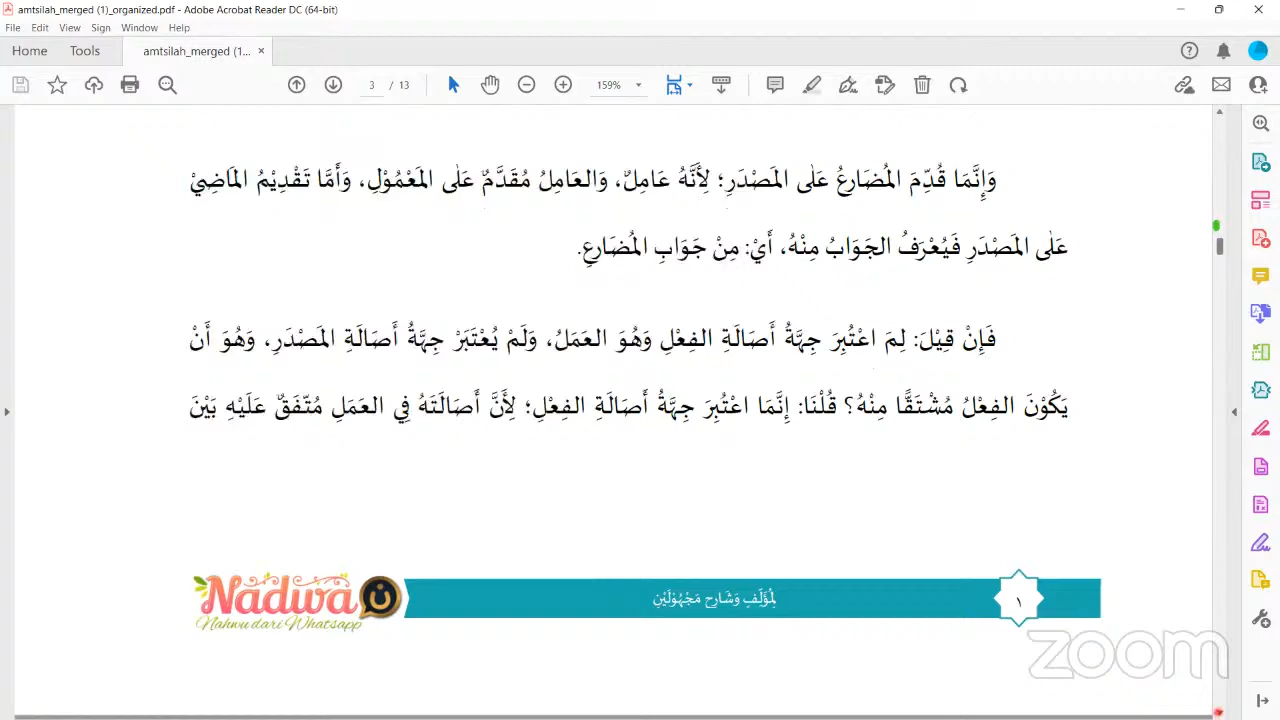 amtsilah_merged (1)_organized.pdf - Adobe Acrobat Reader DC (64-bit)
File Edit View Sign Window Help
Home Tools amtsilah_merged (1... ×
3 / 13 159%
وَإِنَّمَا قُدِّمَ المُضَارِعُ عَلَى المَصْدَرِ؛ لِأَنَّهُ عَامِلٌ، وَالعَامِلُ مُقَدَّمٌ عَلَى المَعْمُوْلِ، وَأَمَّا تَقْدِيْمُ المَاضِيْ
عَلَى المَصْدَرِ فَيُعْرَفُ الجَوَابُ مِنْهُ، أَيْ: مِنْ جَوَابِ المُضَارِعِ.
فَإِنْ قِيْلَ: لِمَ اعْتُبِرَ جِهَّةُ أَصَالَةِ الفِعْلِ وَهُوَ العَمَلُ، وَلَمْ يُعْتَبَرْ جِهَّةُ أَصَالَةِ المَصْدَرِ، وَهُوَ أَنْ
يَكُوْنَ الفِعْلُ مُشْتَقًّا مِنْهُ؟ قُلْنَا: إِنَّمَا اعْتُبِرَ جِهَّةُ أَصَالَةِ الفِعْلِ؛ لِأَنَّ أَصَالَتَهُ فِي العَمَلِ مُتَّفَقٌ عَلَيْهِ بَيْنَ
Nadwa ن
Nahwu dari Whatsapp
لِمُؤَلِّفٍ وَشَارِحٍ مَجْهُوْلَيْنِ
١
zoom